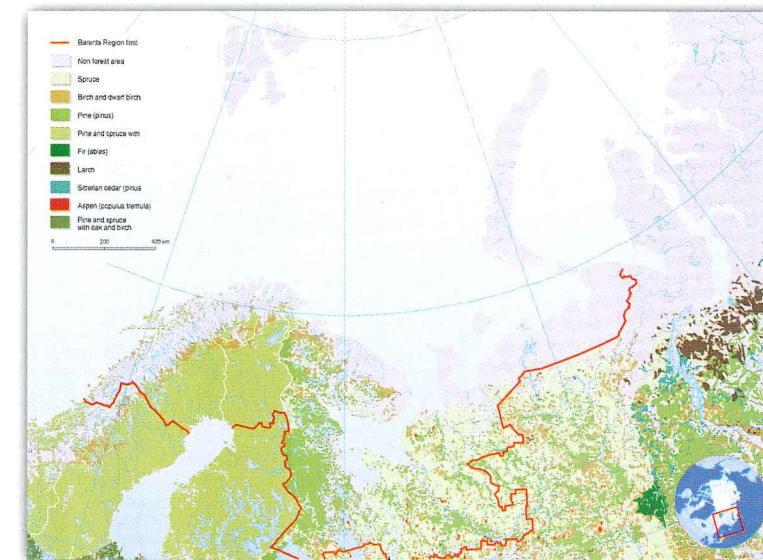 Barents Region limit
Non forest area
Spruce
Birch and dwarf birch
Pine (pinus)
Pine and spruce with
Fir (abies)
Larch
Siberian cedar (pinus
Aspen (populus tremula)
Pine and spruce
with oak and birch
0 200 400 km